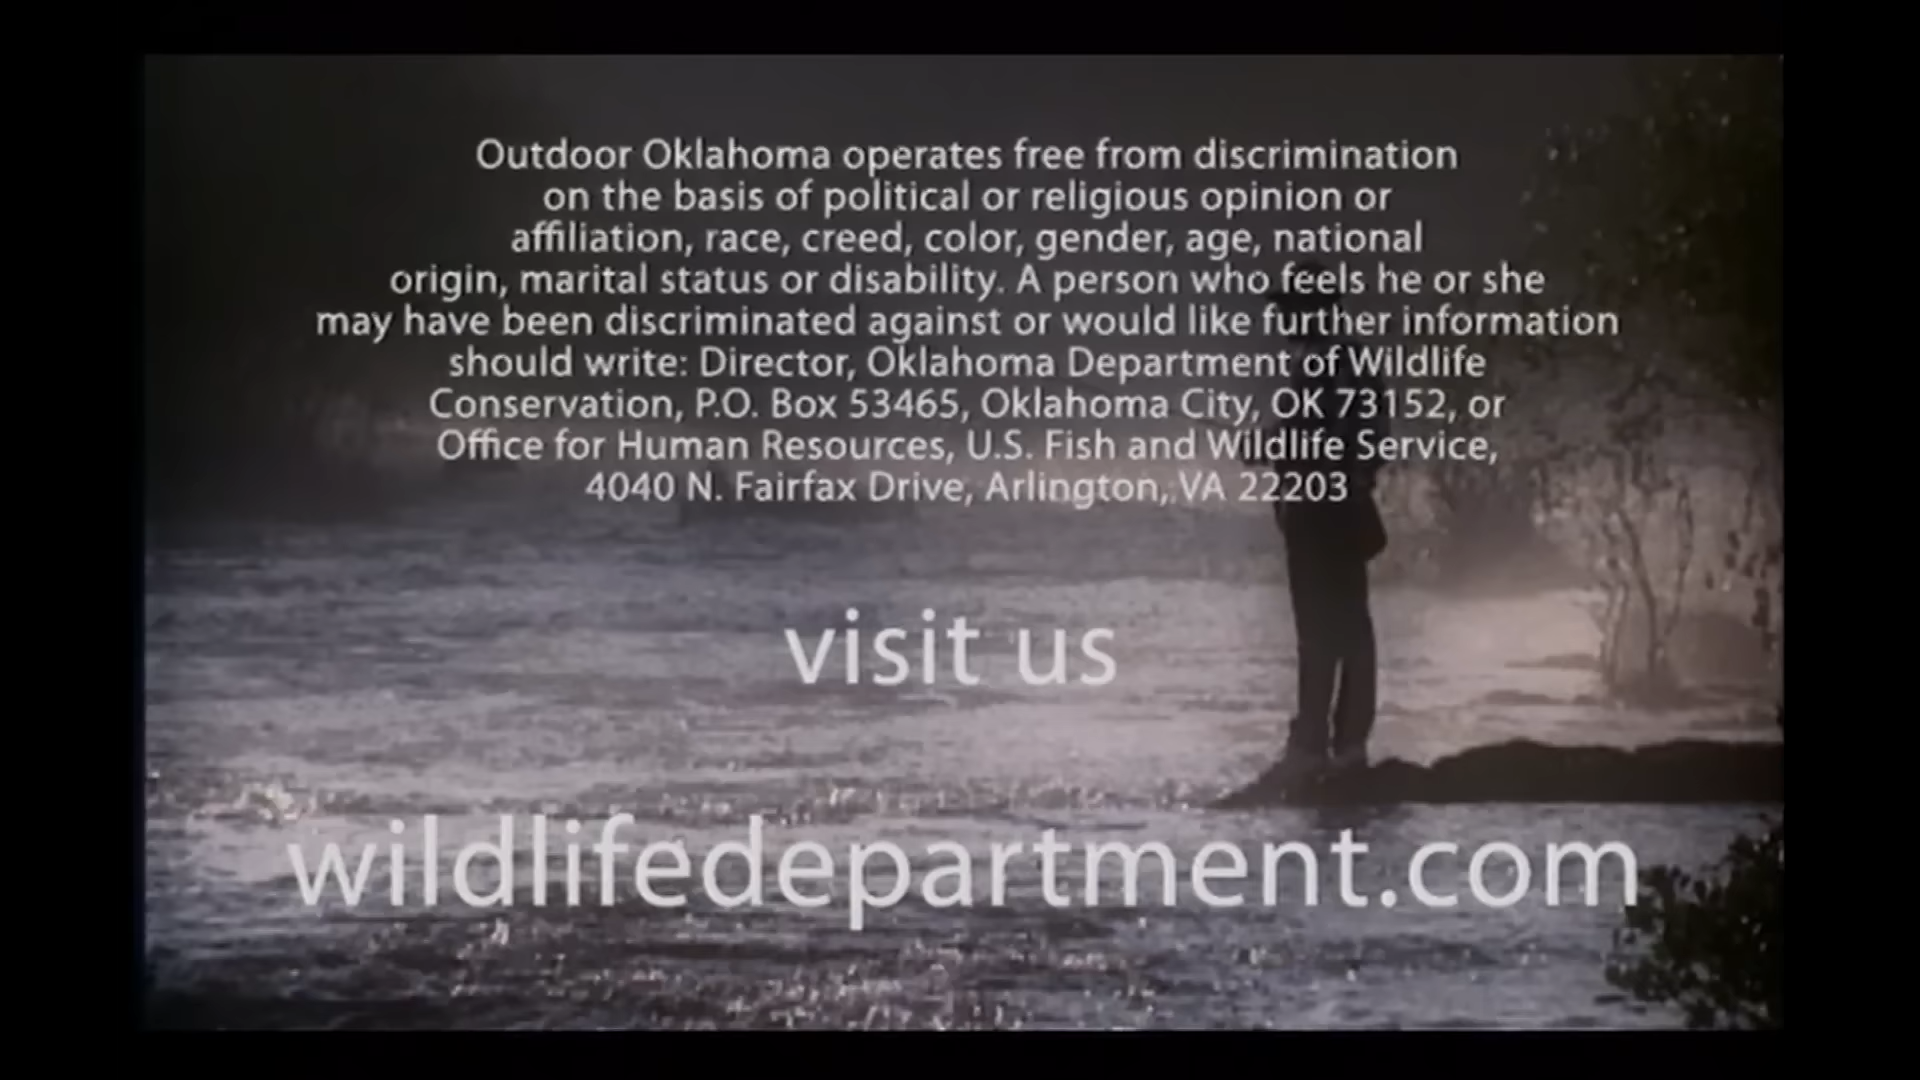 Outdoor Oklahoma operates free from discrimination
on the basis of political or religious opinion or
affiliation, race, creed, color, gender, age, national
origin, marital status or disability. A person who feels he or she
may have been discriminated against or would like further information
should write: Director, Oklahoma Department of Wildlife
Conservation, P.O. Box 53465, Oklahoma City, OK 73152, or
Office for Human Resources, U.S. Fish and Wildlife Service,
4040 N. Fairfax Drive, Arlington, VA 22203
visit us
wildlifedepartment.com